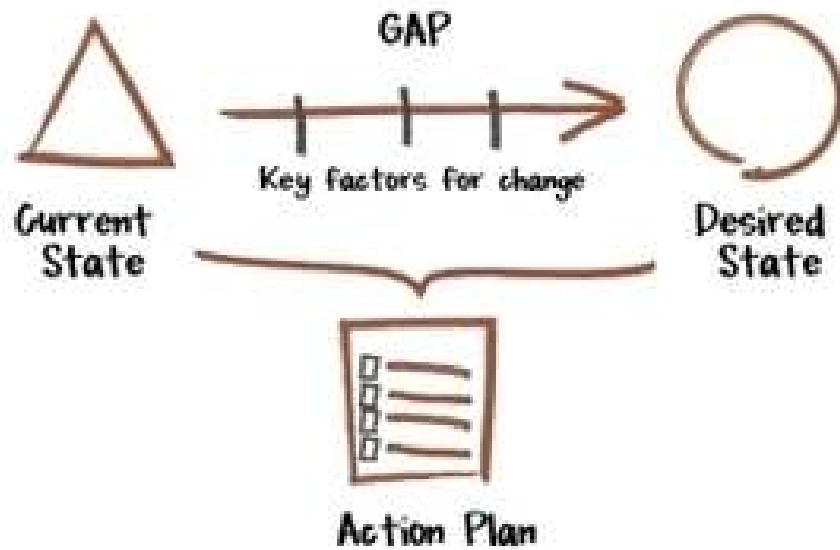 GAP
Key factors for change
Current
State
Desired
State
Action Plan